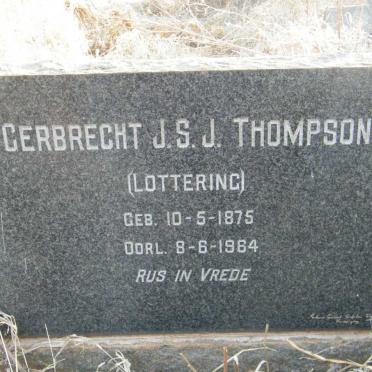 GERBRECHT J.S.J. THOMPSON
(LOTTERING)
GEB. 10-5-1875
OORL. 8-6-1964
RUS IN VREDE